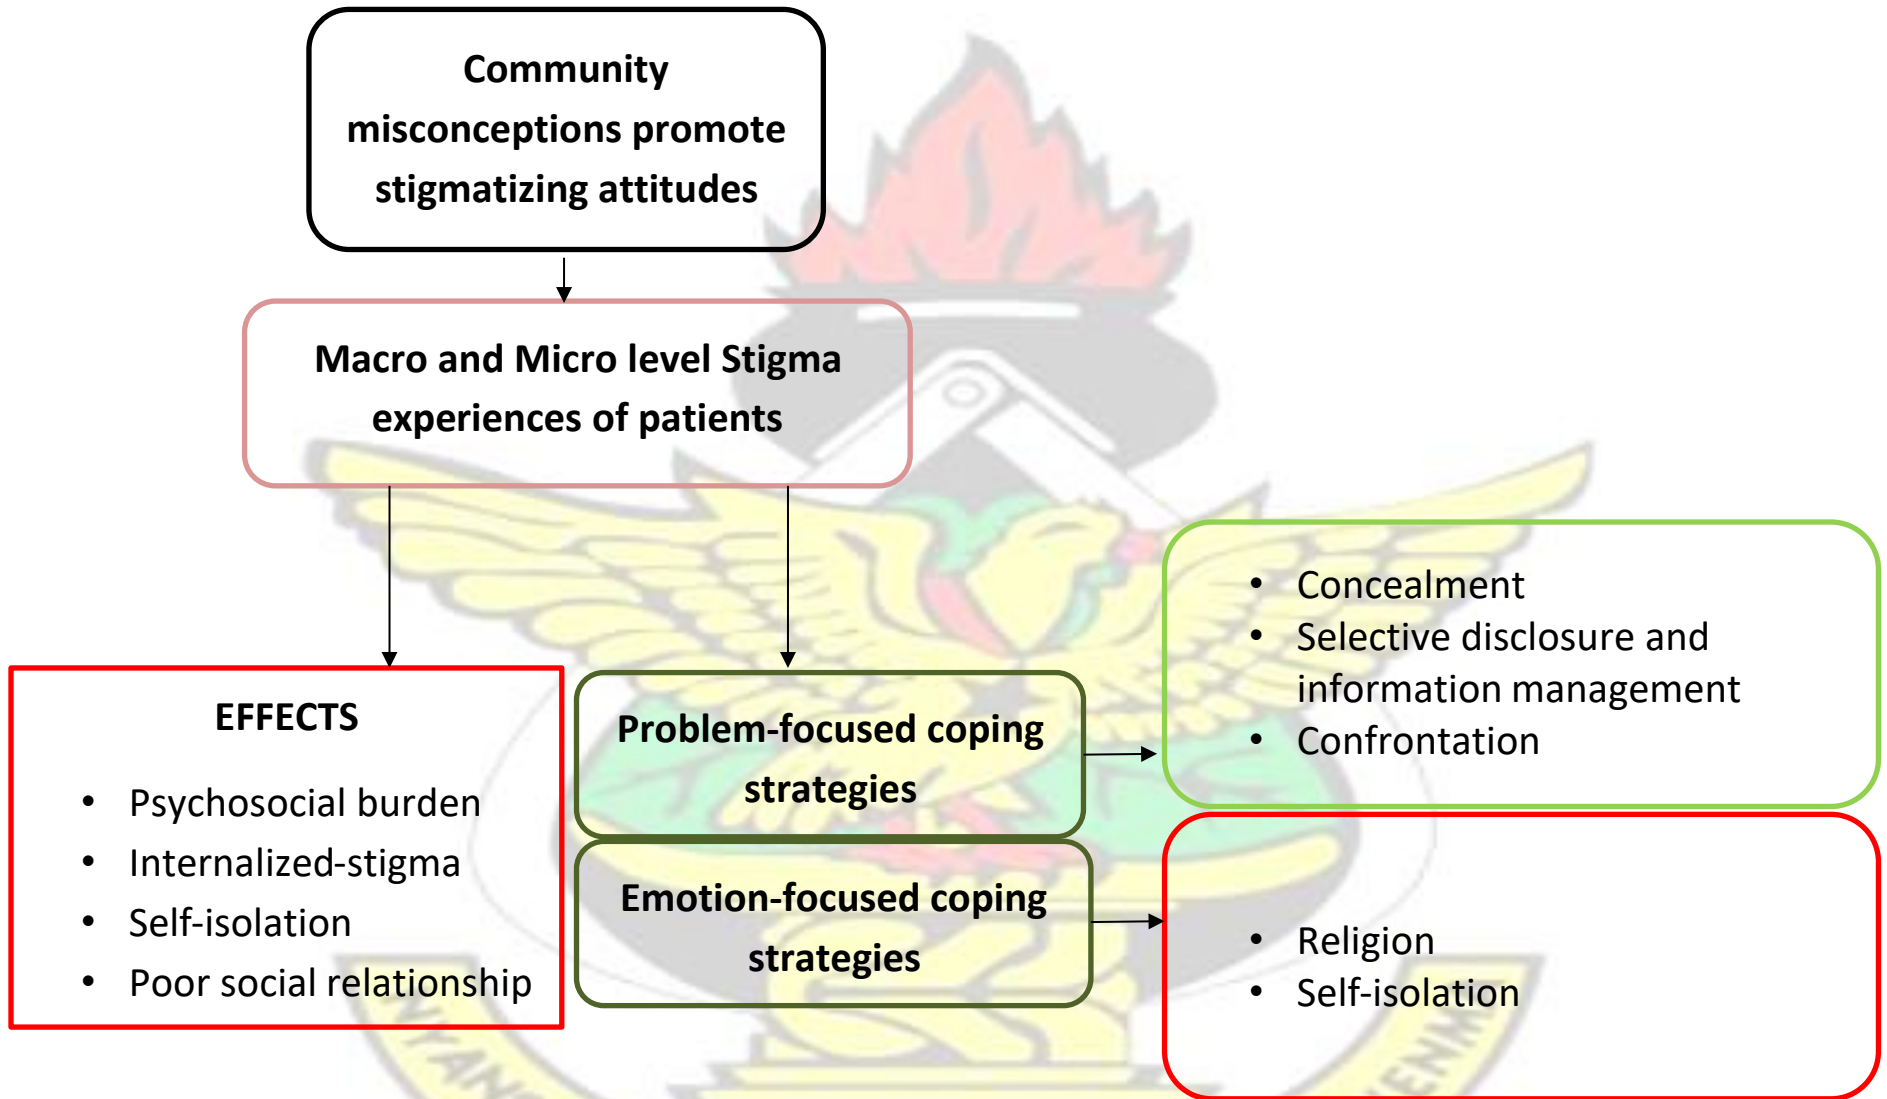 Community
misconceptions promote
stigmatizing attitudes
Macro and Micro level Stigma
experiences of patients
EFFECTS
• Psychosocial burden
• Internalized-stigma
• Self-isolation
• Poor social relationship
Problem-focused coping
strategies
Emotion-focused coping
strategies
• Concealment
• Selective disclosure and
information management
• Confrontation
• Religion
• Self-isolation